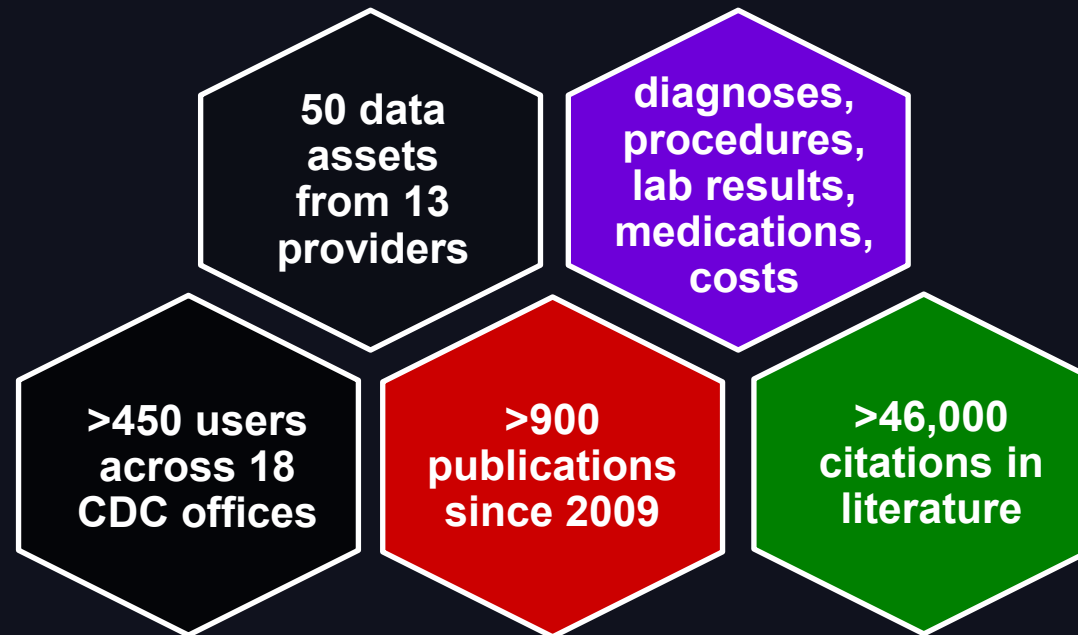 50 data
assets
from 13
providers
diagnoses,
procedures,
lab results,
medications,
costs
>450 users
across 18
CDC offices
>900
publications
since 2009
>46,000
citations in
literature